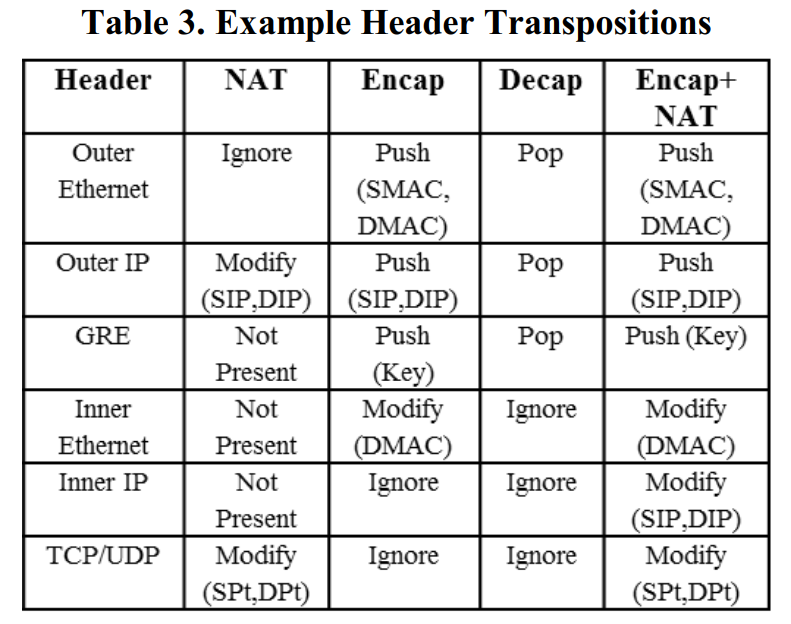 Table 3. Example Header Transpositions
Header NAT Encap Decap Encap+
NAT
Outer Ignore Push Pop Push
Ethernet (SMAC, (SMAC,
DMAC) DMAC)
Outer IP Modify Push Pop Push
(SIP,DIP) (SIP,DIP) (SIP,DIP)
GRE Not Push Pop Push (Key)
Present (Key)
Inner Not Modify Ignore Modify
Ethernet Present (DMAC) (DMAC)
Inner IP Not Ignore Ignore Modify
Present (SIP,DIP)
TCP/UDP Modify Ignore Ignore Modify
(SPt,DPt) (SPt,DPt)